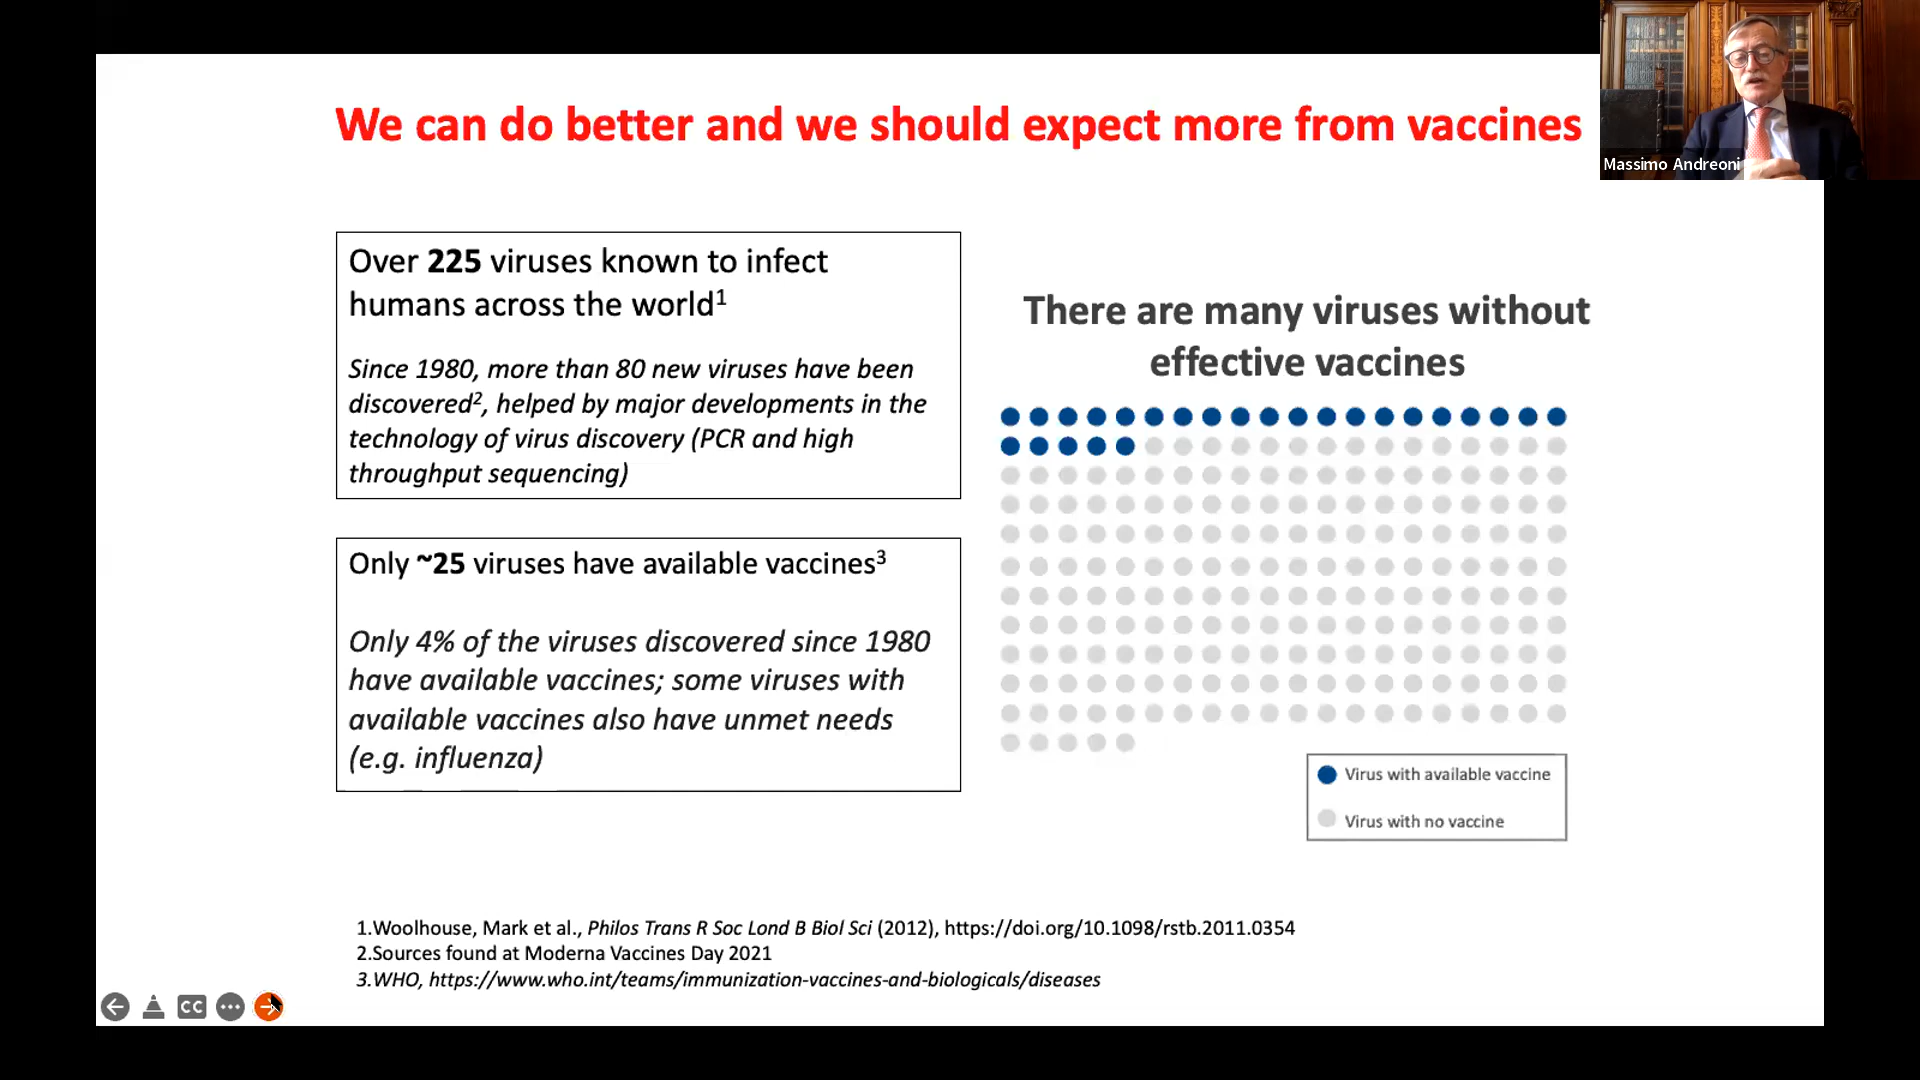 We can do better and we should expect more from vaccines
Massimo Andreoni
Over 225 viruses known to infect
humans across the world1
Since 1980, more than 80 new viruses have been
discovered2, helped by major developments in the
technology of virus discovery (PCR and high
throughput sequencing)
Only ~25 viruses have available vaccines3
Only 4% of the viruses discovered since 1980
have available vaccines; some viruses with
available vaccines also have unmet needs
(e.g. influenza)
There are many viruses without
effective vaccines
Virus with available vaccine
Virus with no vaccine
1.Woolhouse, Mark et al., Philos Trans R Soc Lond B Biol Sci (2012), https://doi.org/10.1098/rstb.2011.0354
2.Sources found at Moderna Vaccines Day 2021
3.WHO, https://www.who.int/teams/immunization-vaccines-and-biologicals/diseases
CC